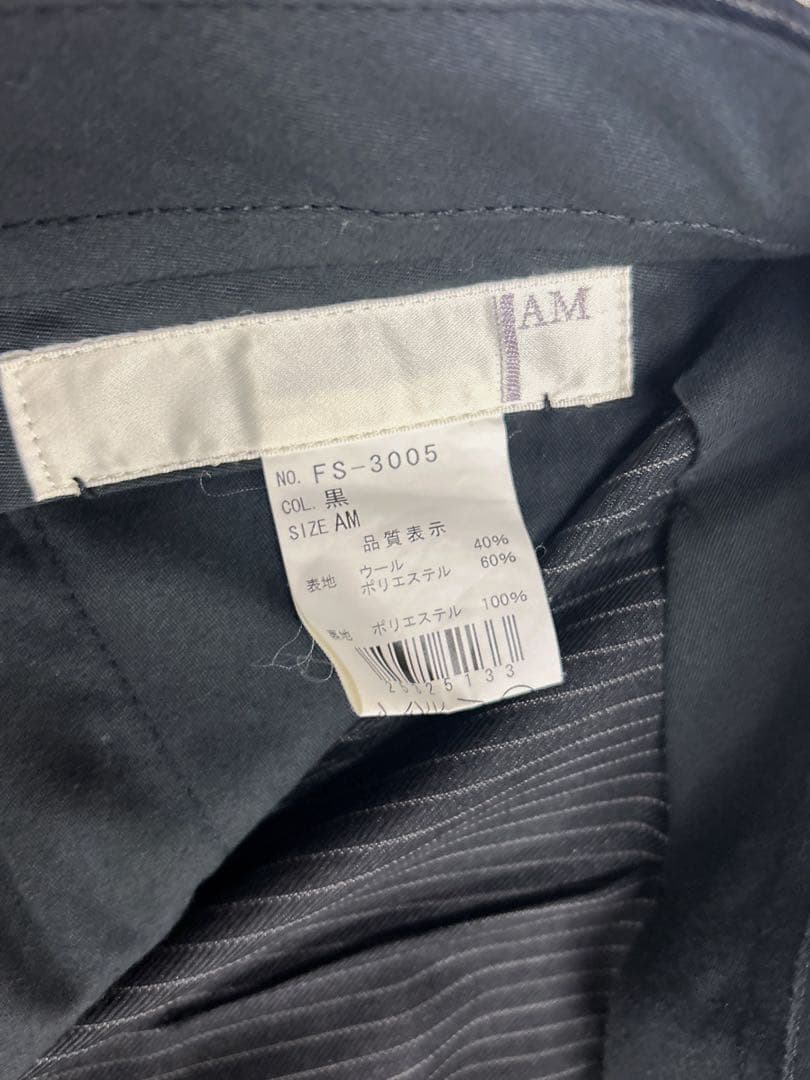 AM
NO. FS-3005
COL. 黒
SIZE AM
品質表示
表地 ウール 40%
ポリエステル 60%
裏地 ポリエステル 100%